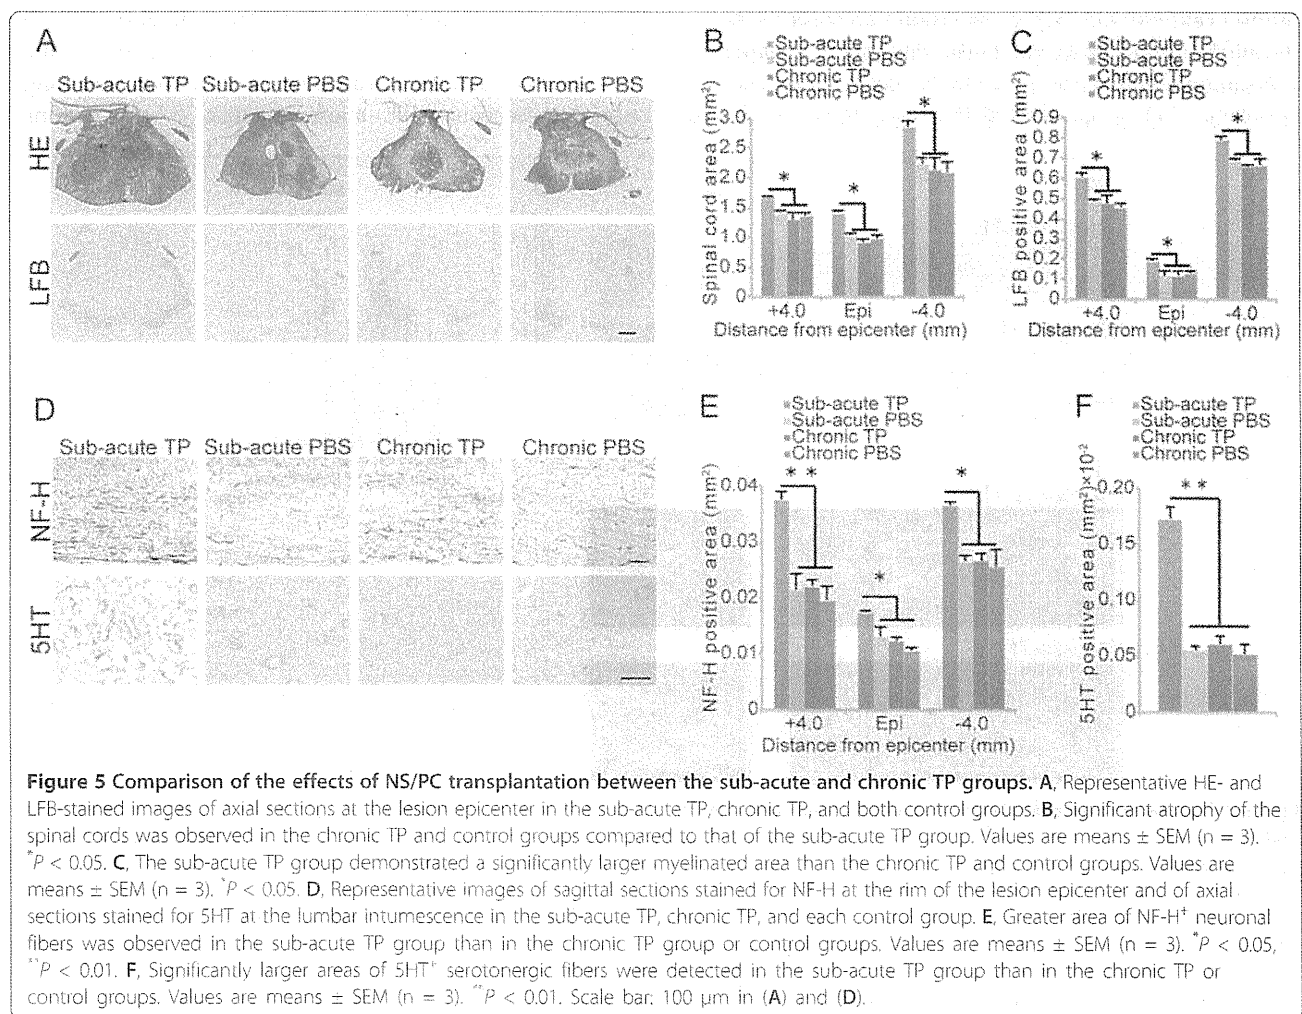 A
Sub-acute TP Sub-acute PBS Chronic TP Chronic PBS
HE
LFB
B
Sub-acute TP
Sub-acute PBS
Chronic TP
Chronic PBS
Spinal cord area (mm²)
3.0
2.5
2.0
1.5
1.0
0.5
0
* * *
+4.0 Epi -4.0
Distance from epicenter (mm)
C
Sub-acute TP
Sub-acute PBS
Chronic TP
Chronic PBS
LFB positive area (mm²)
0.9
0.8
0.7
0.6
0.5
0.4
0.3
0.2
0.1
0
* * *
+4.0 Epi -4.0
Distance from epicenter (mm)
D
Sub-acute TP Sub-acute PBS Chronic TP Chronic PBS
NF-H
5HT
E
Sub-acute TP
Sub-acute PBS
Chronic TP
Chronic PBS
NF-H positive area (mm²)
0.04
0.03
0.02
0.01
0
** * *
+4.0 Epi -4.0
Distance from epicenter (mm)
F
Sub-acute TP
Sub-acute PBS
Chronic TP
Chronic PBS
5HT positive area (mm²)×10⁻²
0.20
0.15
0.10
0.05
0
**
Figure 5 Comparison of the effects of NS/PC transplantation between the sub-acute and chronic TP groups. A, Representative HE- and
LFB-stained images of axial sections at the lesion epicenter in the sub-acute TP, chronic TP, and both control groups. B, Significant atrophy of the
spinal cords was observed in the chronic TP and control groups compared to that of the sub-acute TP group. Values are means ± SEM (n = 3).
*P < 0.05. C, The sub-acute TP group demonstrated a significantly larger myelinated area than the chronic TP and control groups. Values are
means ± SEM (n = 3). *P < 0.05. D, Representative images of sagittal sections stained for NF-H at the rim of the lesion epicenter and of axial
sections stained for 5HT at the lumbar intumescence in the sub-acute TP, chronic TP, and each control group. E, Greater area of NF-H⁺ neuronal
fibers was observed in the sub-acute TP group than in the chronic TP group or control groups. Values are means ± SEM (n = 3). *P < 0.05,
**P < 0.01. F, Significantly larger areas of 5HT⁺ serotonergic fibers were detected in the sub-acute TP group than in the chronic TP or
control groups. Values are means ± SEM (n = 3). **P < 0.01. Scale bar: 100 μm in (A) and (D).